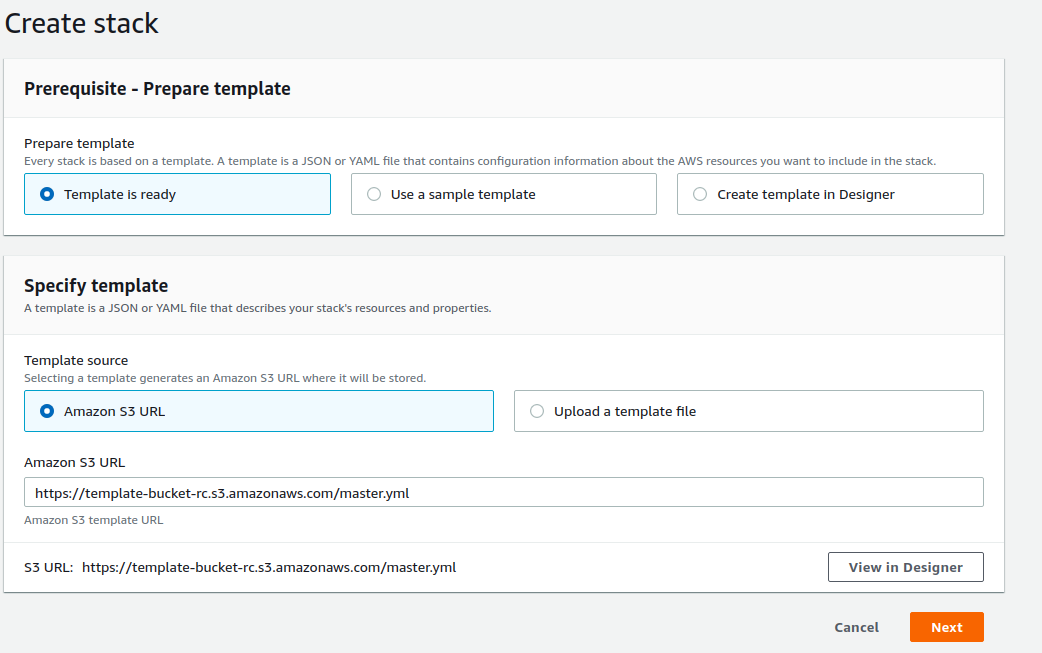 Create stack
Prerequisite - Prepare template
Prepare template
Every stack is based on a template. A template is a JSON or YAML file that contains configuration information about the AWS resources you want to include in the stack.
Template is ready
Use a sample template
Create template in Designer
Specify template
A template is a JSON or YAML file that describes your stack's resources and properties.
Template source
Selecting a template generates an Amazon S3 URL where it will be stored.
Amazon S3 URL
Upload a template file
Amazon S3 URL
https://template-bucket-rc.s3.amazonaws.com/master.yml
Amazon S3 template URL
S3 URL: https://template-bucket-rc.s3.amazonaws.com/master.yml
View in Designer
Cancel
Next